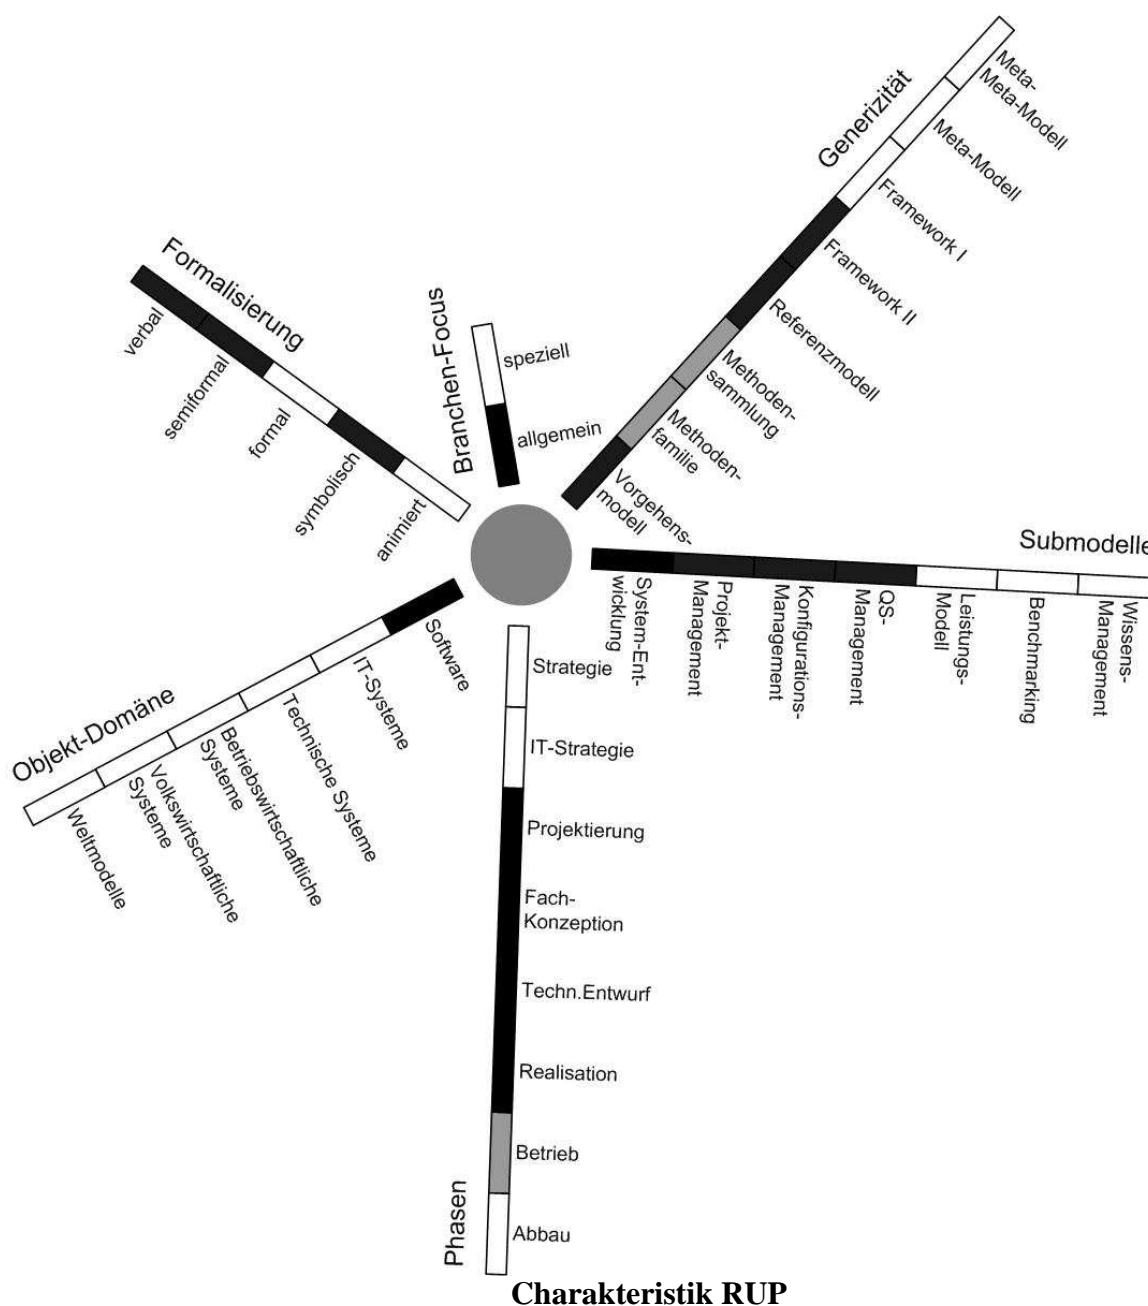 Generizität
Meta-
Meta-Modell
Meta-Modell
Framework I
Framework II
Referenzmodell
Methoden-
sammlung
Methoden-
familie
Vorgehens-
modell
Formalisierung
verbal
semiformal
formal
symbolisch
animiert
Branchen-Focus
speziell
allgemein
Submodelle
System-Ent-
wicklung
Projekt-
Management
Konfigurations-
Management
QS-
Management
Leistungs-
Modell
Benchmarking
Wissens-
Management
Objekt-Domäne
Software
IT-Systeme
Technische Systeme
Betriebswirtschaftliche
Systeme
Volkswirtschaftliche
Systeme
Weltmodelle
Strategie
IT-Strategie
Projektierung
Fach-
Konzeption
Techn.Entwurf
Realisation
Betrieb
Abbau
Phasen
Charakteristik RUP